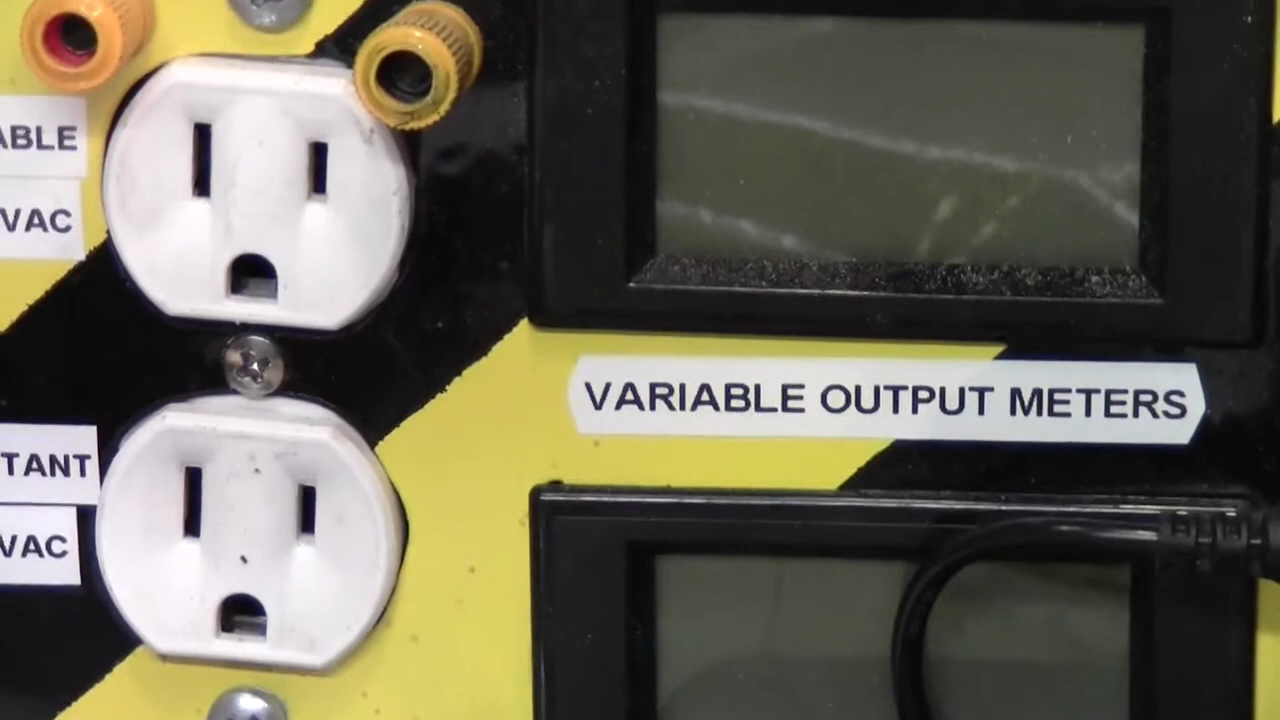 ABLE
VAC
VARIABLE OUTPUT METERS
TANT
VAC